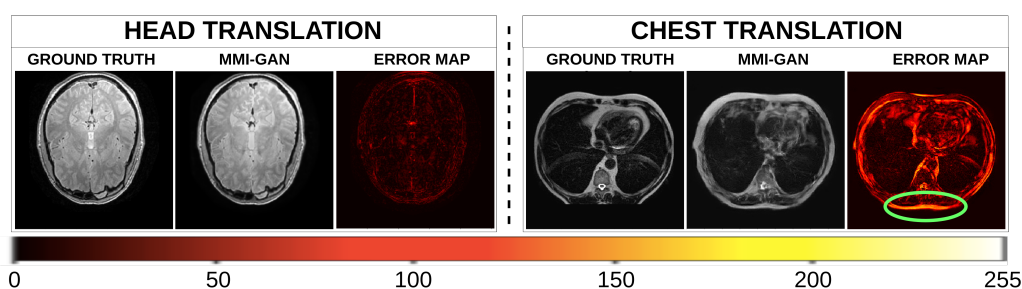 HEAD TRANSLATION
GROUND TRUTH MMI-GAN ERROR MAP
CHEST TRANSLATION
GROUND TRUTH MMI-GAN ERROR MAP
0 50 100 150 200 255